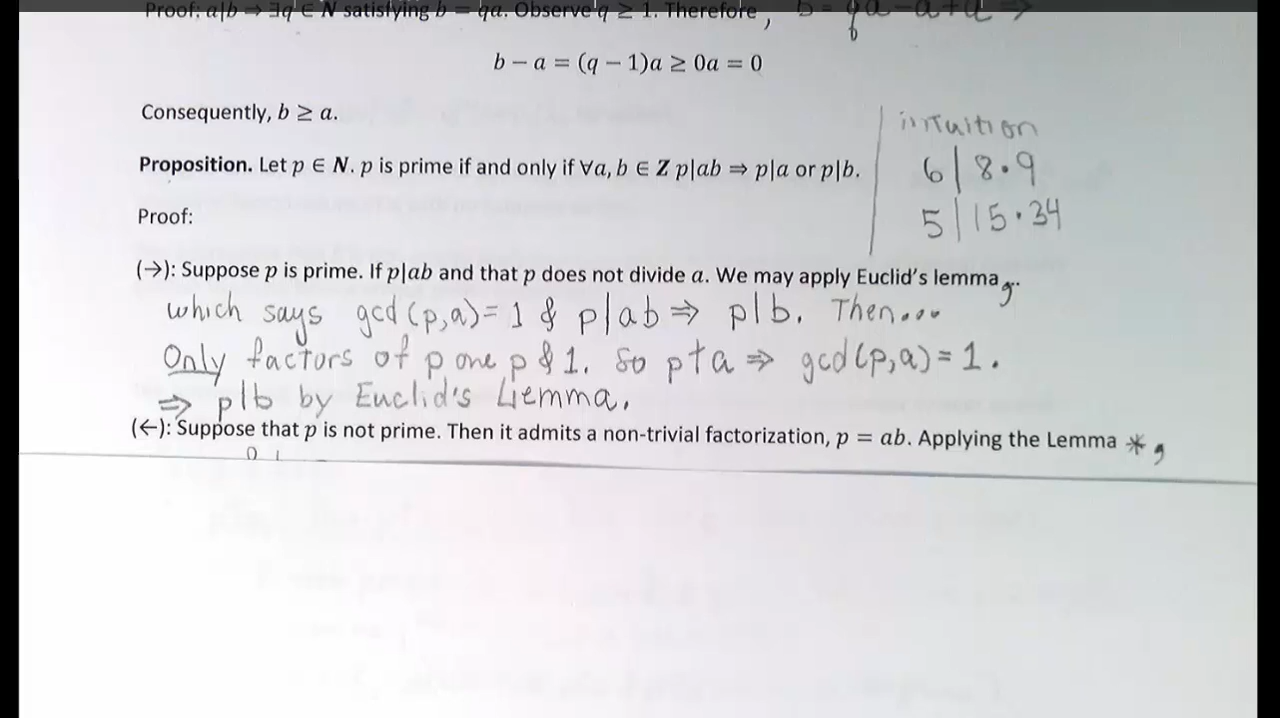 Proof: a|b ⇒ ∃q ∈ N satisfying b = qa. Observe q ≥ 1. Therefore, b = qa - a + a ⇒
b − a = (q − 1)a ≥ 0a = 0
Consequently, b ≥ a.
intuition
6 | 8·9
5 | 15·34
Proposition. Let p ∈ N. p is prime if and only if ∀a, b ∈ Z p|ab ⇒ p|a or p|b.
Proof:
(→): Suppose p is prime. If p|ab and that p does not divide a. We may apply Euclid's lemma,
which says gcd(p,a)=1 & p|ab ⇒ p|b. Then...
Only factors of p one p & 1. So p∤a ⇒ gcd(p,a)=1.
⇒ p|b by Euclid's Lemma.
(←): Suppose that p is not prime. Then it admits a non-trivial factorization, p = ab. Applying the Lemma *,